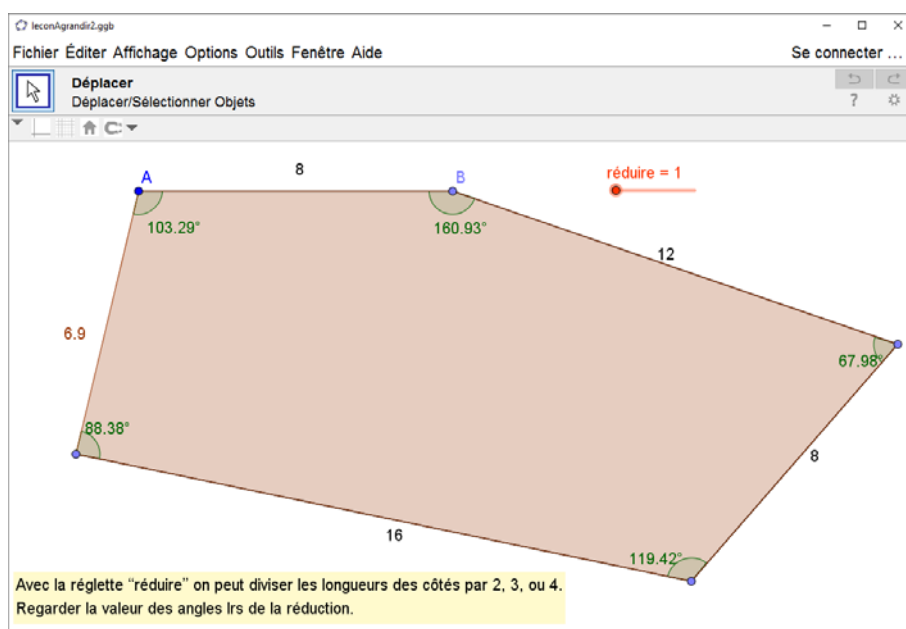 leconAgrandir2.ggb
Fichier Éditer Affichage Options Outils Fenêtre Aide
Se connecter ...
Déplacer
Déplacer/Sélectionner Objets
?
A
8
B
réduire = 1
103.29°
160.93°
12
6.9
67.98°
88.38°
8
16
119.42°
Avec la réglette “réduire” on peut diviser les longueurs des côtés par 2, 3, ou 4.
Regarder la valeur des angles lrs de la réduction.